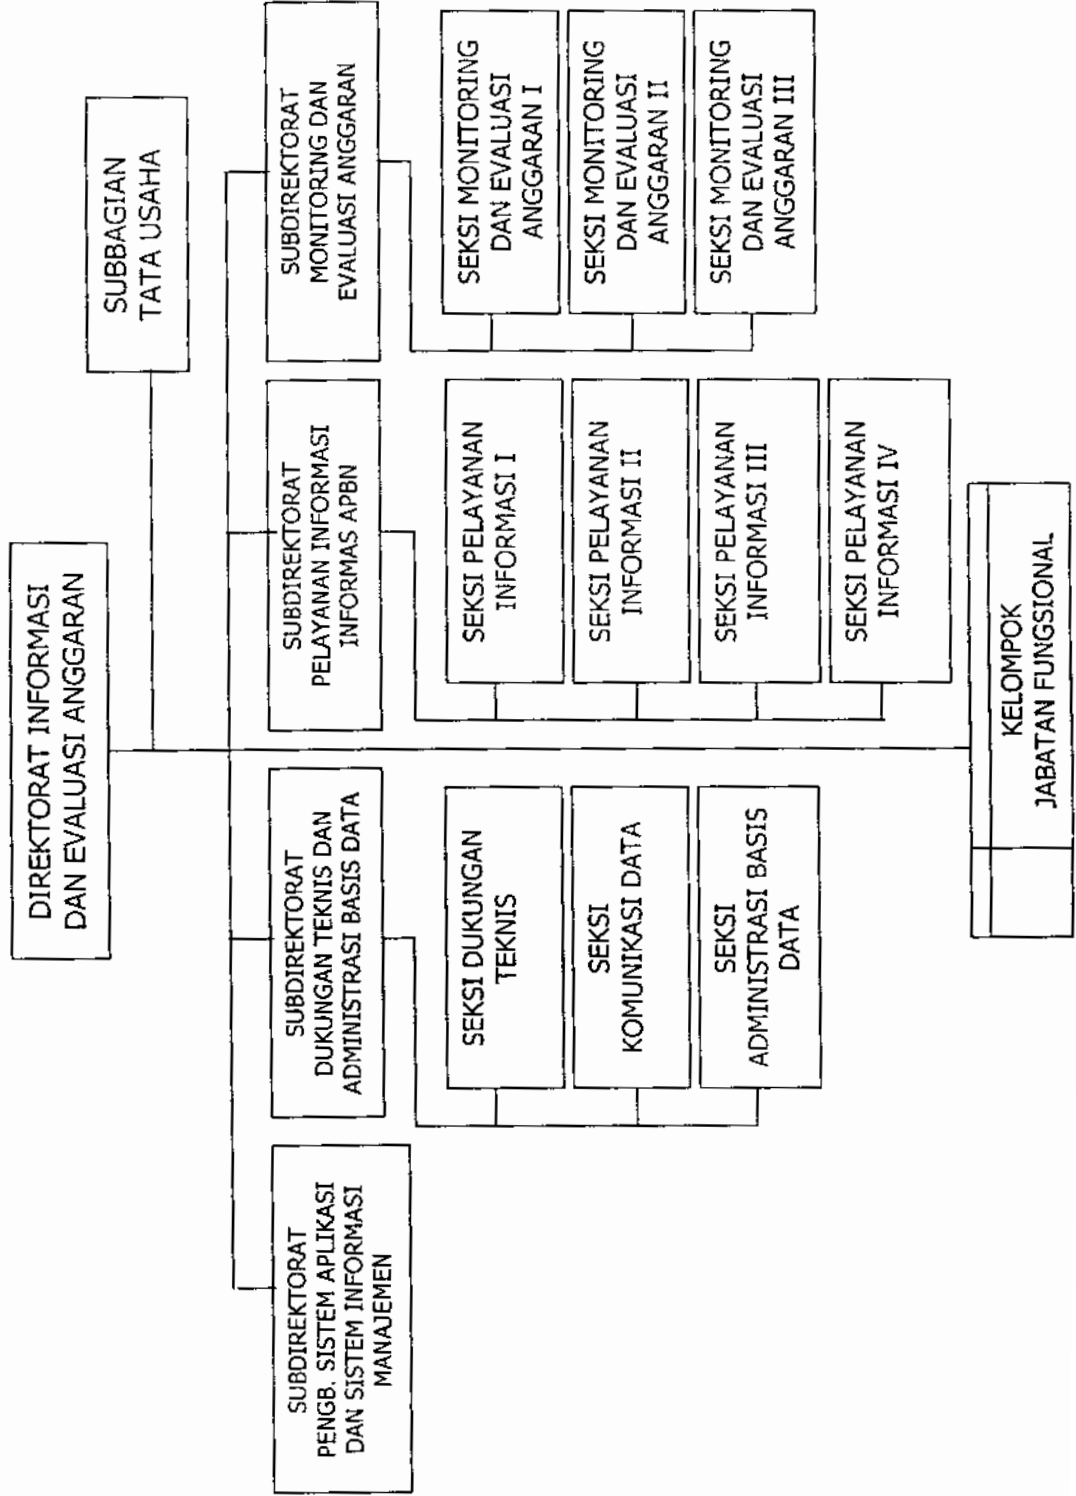 DIREKTORAT INFORMASI
DAN EVALUASI ANGGARAN
SUBBAGIAN
TATA USAHA
SUBDIREKTORAT
PENGB. SISTEM APLIKASI
DAN SISTEM INFORMASI
MANAJEMEN
SUBDIREKTORAT
DUKUNGAN TEKNIS DAN
ADMINISTRASI BASIS DATA
SEKSI DUKUNGAN
TEKNIS
SEKSI
KOMUNIKASI DATA
SEKSI
ADMINISTRASI BASIS
DATA
SUBDIREKTORAT
PELAYANAN INFORMASI
INFORMAS APBN
SEKSI PELAYANAN
INFORMASI I
SEKSI PELAYANAN
INFORMASI II
SEKSI PELAYANAN
INFORMASI III
SEKSI PELAYANAN
INFORMASI IV
SUBDIREKTORAT
MONITORING DAN
EVALUASI ANGGARAN
SEKSI MONITORING
DAN EVALUASI
ANGGARAN I
SEKSI MONITORING
DAN EVALUASI
ANGGARAN II
SEKSI MONITORING
DAN EVALUASI
ANGGARAN III
KELOMPOK
JABATAN FUNGSIONAL